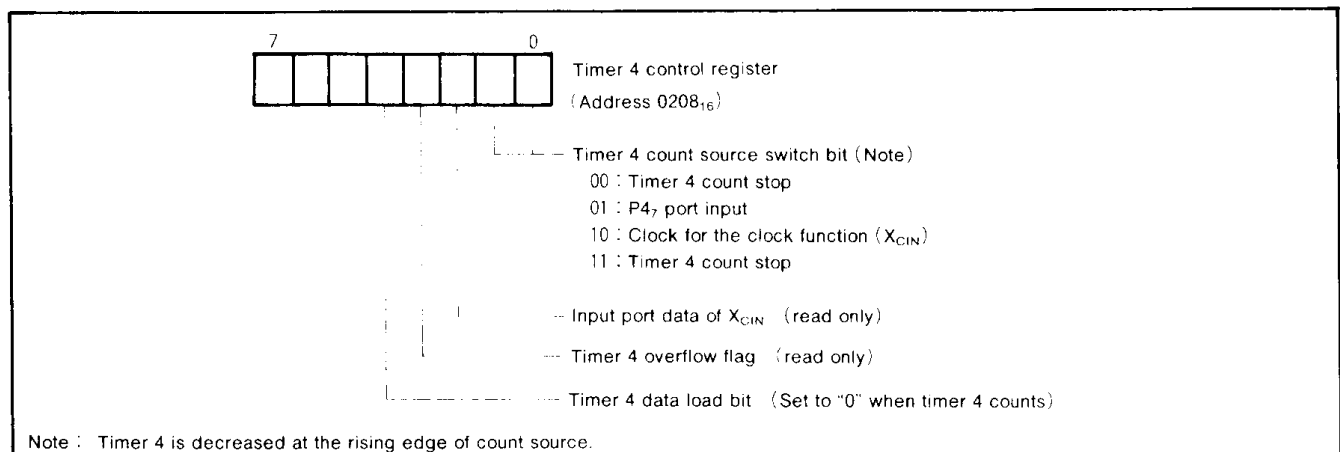 7 0
Timer 4 control register
(Address 0208₁₆)
Timer 4 count source switch bit (Note)
00 : Timer 4 count stop
01 : P4₇ port input
10 : Clock for the clock function (X_CIN)
11 : Timer 4 count stop
Input port data of X_CIN (read only)
Timer 4 overflow flag (read only)
Timer 4 data load bit (Set to "0" when timer 4 counts)
Note : Timer 4 is decreased at the rising edge of count source.